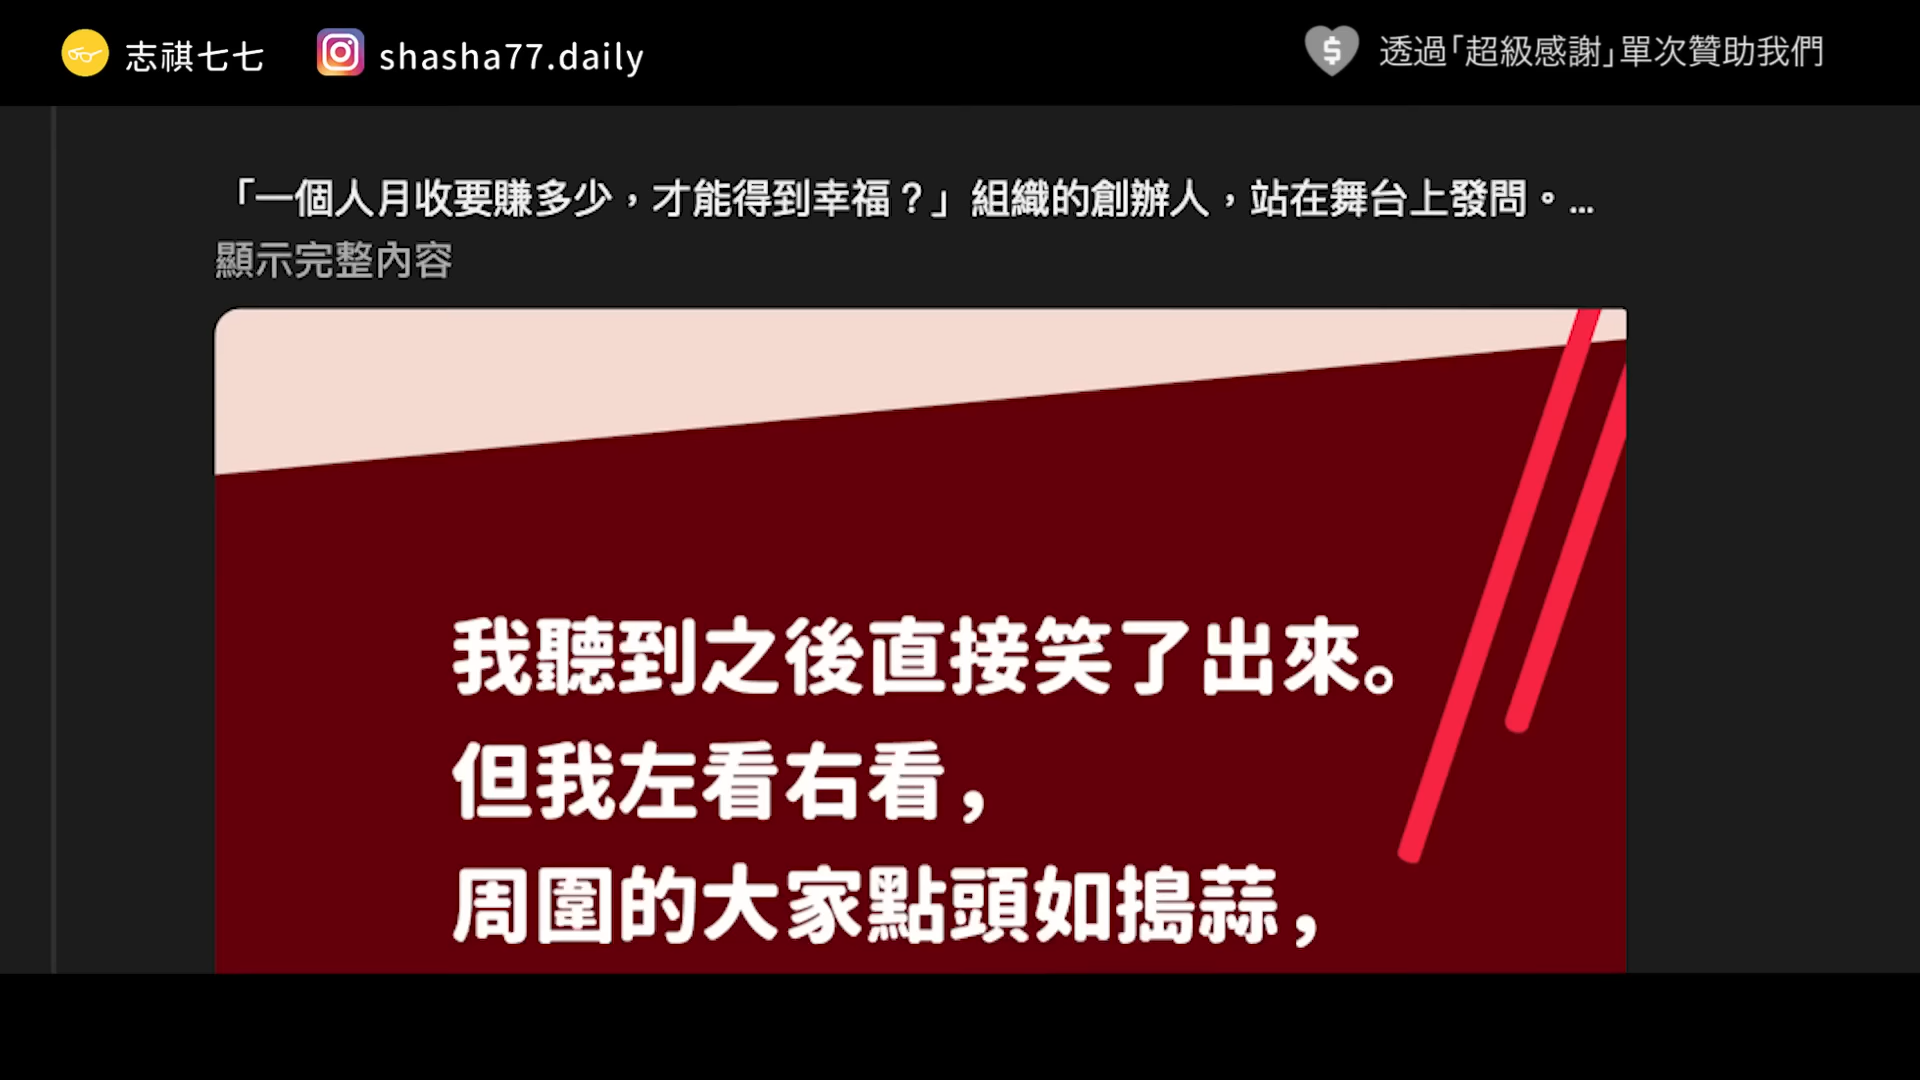 志祺七七
shasha77.daily
透過「超級感謝」單次贊助我們
「一個人月收要賺多少，才能得到幸福？」組織的創辦人，站在舞台上發問。...
顯示完整內容
我聽到之後直接笑了出來。
但我左看右看，
周圍的大家點頭如搗蒜，